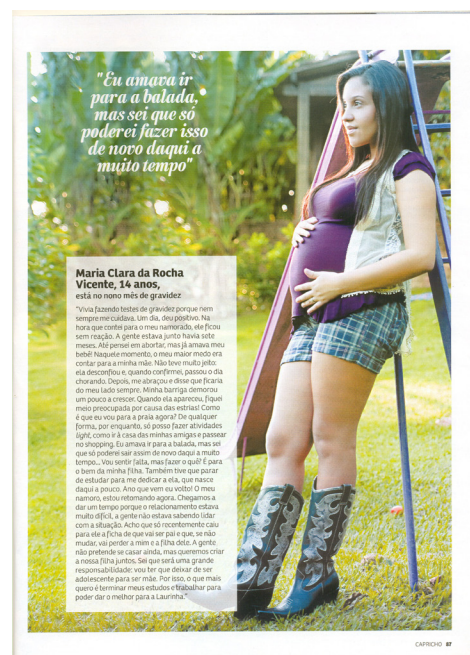 "Eu amava ir
para a balada,
mas sei que só
poderei fazer isso
de novo daqui a
muito tempo"
Maria Clara da Rocha
Vicente, 14 anos,
está no nono mês de gravidez
"Vivia fazendo testes de gravidez porque nem
sempre me cuidava. Um dia, deu positivo. Na
hora que contei para o meu namorado, ele ficou
sem reação. A gente estava junto havia sete
meses. Até pensei em abortar, mas já amava meu
bebê! Naquele momento, o meu maior medo era
contar para a minha mãe. Não teve muito jeito:
ela desconfiou e, quando confirmei, passou o dia
chorando. Depois, me abraçou e disse que ficaria
do meu lado sempre. Minha barriga demorou
um pouco a crescer. Quando ela apareceu, fiquei
meio preocupada por causa das estrias! Como
é que eu vou para a praia agora? De qualquer
forma, por enquanto, só posso fazer atividades
light, como ir à casa das minhas amigas e passear
no shopping. Eu amava ir para a balada, mas sei
que só poderei sair assim de novo daqui a muito
tempo... Vou sentir falta, mas fazer o quê? É para
o bem da minha filha. Também tive que parar
de estudar para me dedicar a ela, que nasce
daqui a pouco. Ano que vem eu volto! O meu
namoro, estou retomando agora. Chegamos a
dar um tempo porque o relacionamento estava
muito difícil, a gente não estava sabendo lidar
com a situação. Acho que só recentemente caiu
para ele a ficha de que vai ser pai e que, se não
mudar, vai perder a mim e a filha dele. A gente
não pretende se casar ainda, mas queremos criar
a nossa filha juntos. Sei que será uma grande
responsabilidade: vou ter que deixar de ser
adolescente para ser mãe. Por isso, o que mais
quero é terminar meus estudos e trabalhar para
poder dar o melhor para a Laurinha."
CAPRICHO 87